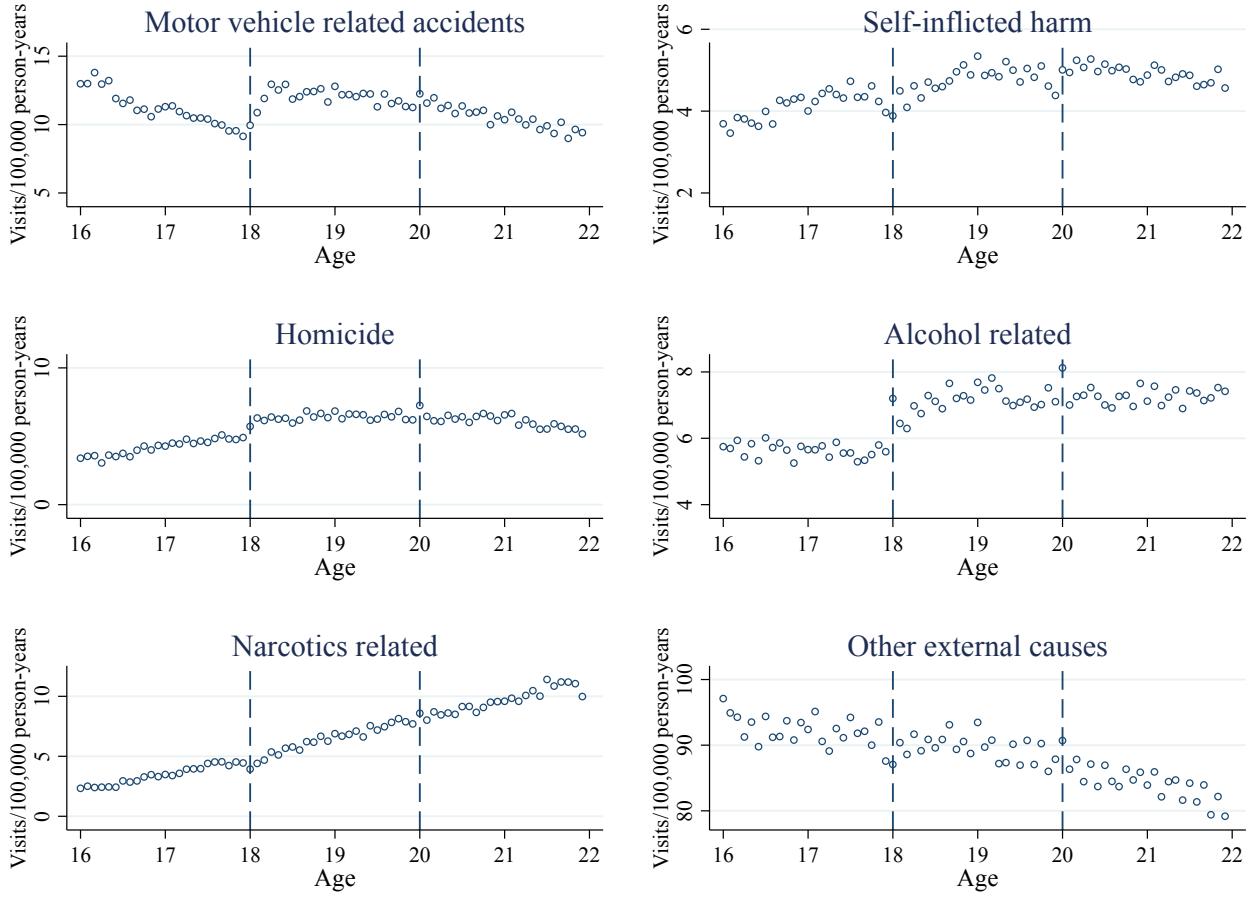 Motor vehicle related accidents
Visits/100,000 person-years
15
10
5
16 17 18 19 20 21 22
Age
Self-inflicted harm
Visits/100,000 person-years
6
4
2
16 17 18 19 20 21 22
Age
Homicide
Visits/100,000 person-years
10
0
16 17 18 19 20 21 22
Age
Alcohol related
Visits/100,000 person-years
8
6
4
16 17 18 19 20 21 22
Age
Narcotics related
Visits/100,000 person-years
10
5
0
16 17 18 19 20 21 22
Age
Other external causes
Visits/100,000 person-years
100
90
80
16 17 18 19 20 21 22
Age